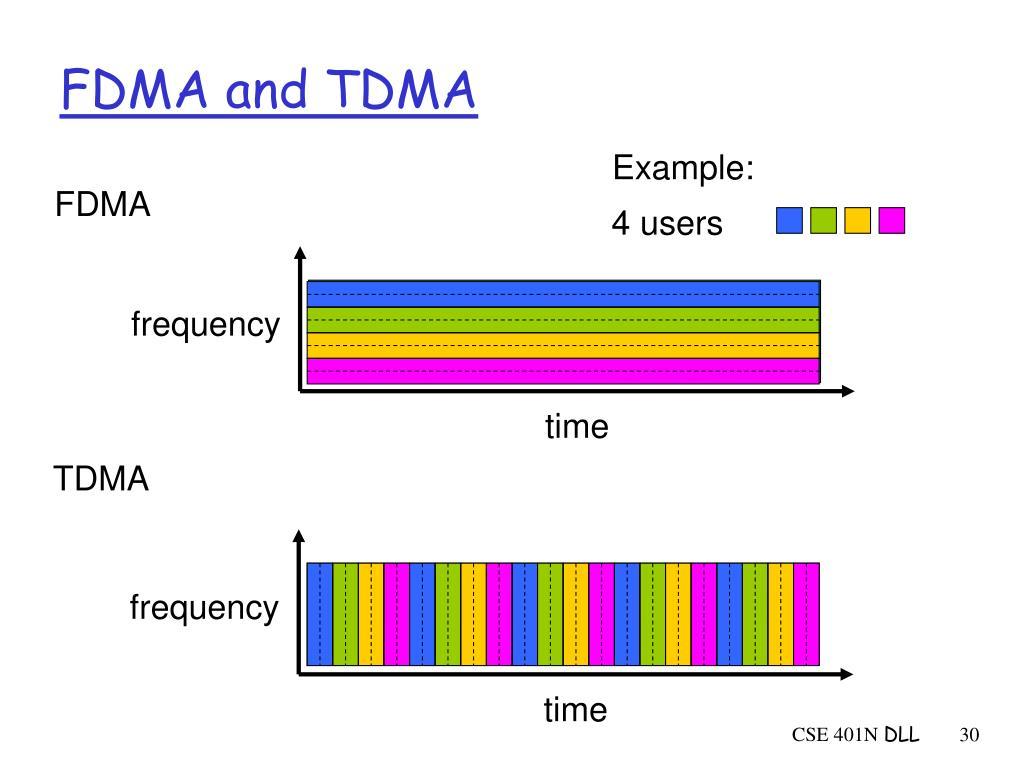 FDMA and TDMA
Example:
FDMA
4 users
frequency
time
TDMA
frequency
time
CSE 401N DLL 30